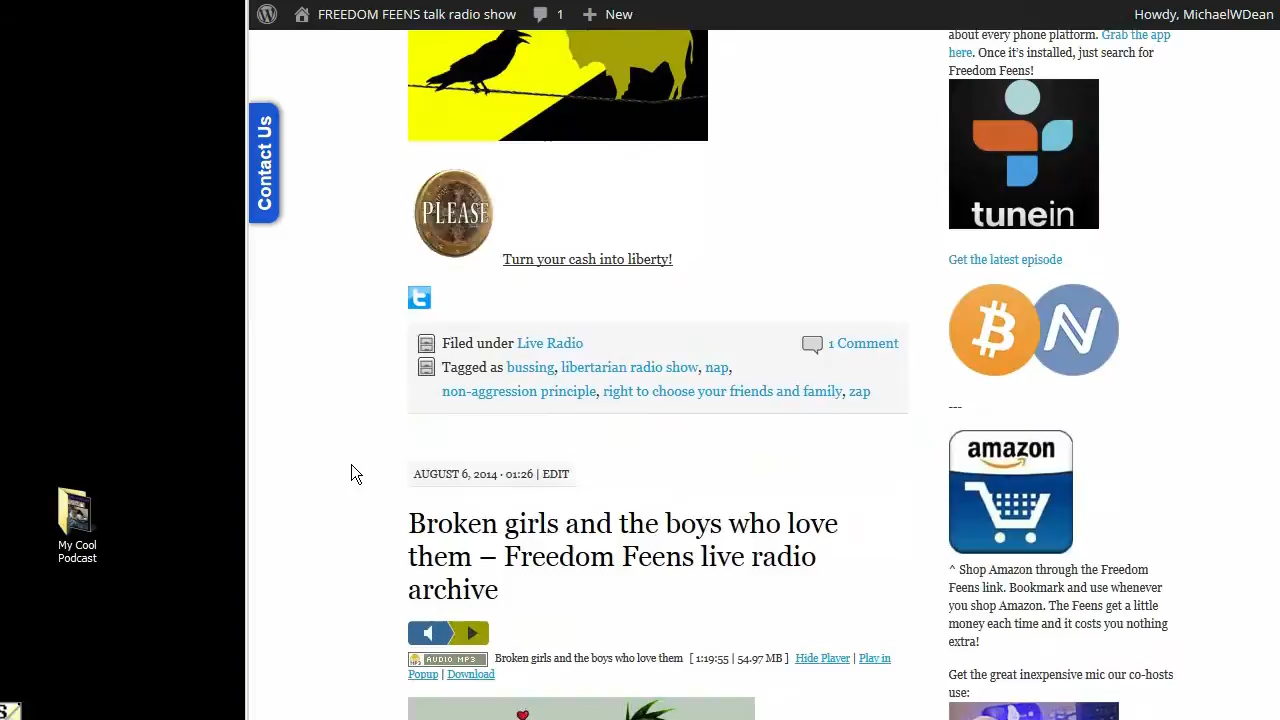 FREEDOM FEENS talk radio show 1 New Howdy, MichaelWDean
Contact Us
My Cool
Podcast
PLEASE
Turn your cash into liberty!
Filed under Live Radio 1 Comment
Tagged as bussing, libertarian radio show, nap,
non-aggression principle, right to choose your friends and family, zap
AUGUST 6, 2014 · 01:26 | EDIT
Broken girls and the boys who love
them – Freedom Feens live radio
archive
AUDIO MP3 Broken girls and the boys who love them [ 1:19:55 | 54.97 MB ] Hide Player | Play in
Popup | Download
about every phone platform. Grab the app
here. Once it's installed, just search for
Freedom Feens!
tunein
Get the latest episode
---
amazon
^ Shop Amazon through the Freedom
Feens link. Bookmark and use whenever
you shop Amazon. The Feens get a little
money each time and it costs you nothing
extra!
Get the great inexpensive mic our co-hosts
use: